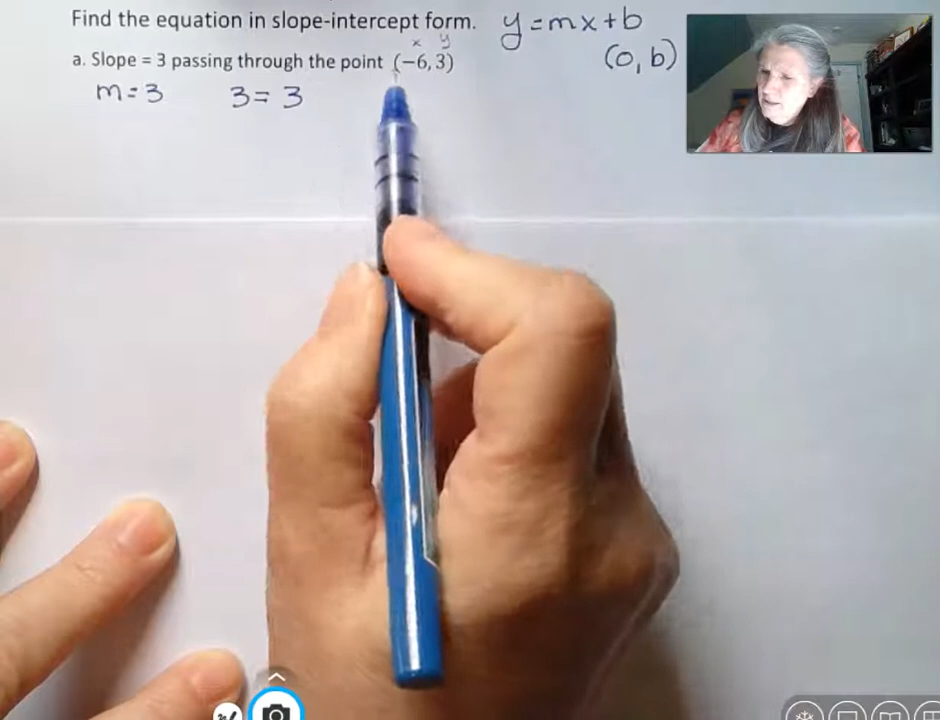 Find the equation in slope-intercept form. y = mx + b
x y
a. Slope = 3 passing through the point (−6, 3) (0, b)
m = 3 3 = 3